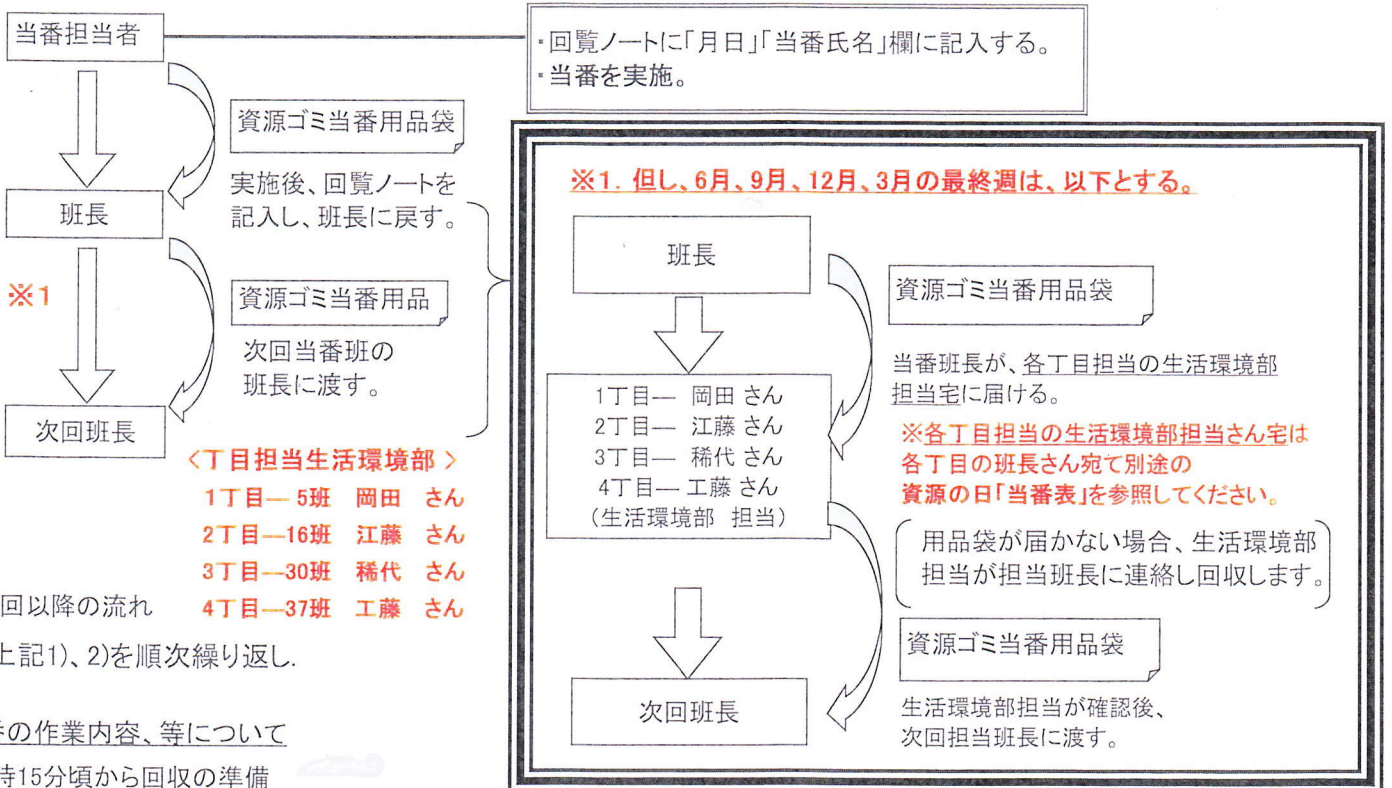 当番担当者
・回覧ノートに「月日」「当番氏名」欄に記入する。
・当番を実施。
資源ゴミ当番用品袋
実施後、回覧ノートを
記入し、班長に戻す。
班長
※1
資源ゴミ当番用品
次回当番班の
班長に渡す。
次回班長
<丁目担当生活環境部 >
1丁目― 5班 岡田 さん
2丁目―16班 江藤 さん
3丁目―30班 稀代 さん
4丁目―37班 工藤 さん
回以降の流れ
上記1)、2)を順次繰り返し.
の作業内容、等について
時15分頃から回収の準備
※1. 但し、6月、9月、12月、3月の最終週は、以下とする。
班長
資源ゴミ当番用品袋
当番班長が、各丁目担当の生活環境部
担当宅に届ける。
1丁目― 岡田 さん
2丁目― 江藤 さん
3丁目― 稀代 さん
4丁目― 工藤 さん
(生活環境部 担当)
※各丁目担当の生活環境部担当さん宅は
各丁目の班長さん宛て別途の
資源の日「当番表」を参照してください。
用品袋が届かない場合、生活環境部
担当が担当班長に連絡し回収します。
資源ゴミ当番用品袋
生活環境部担当が確認後、
次回担当班長に渡す。
次回班長